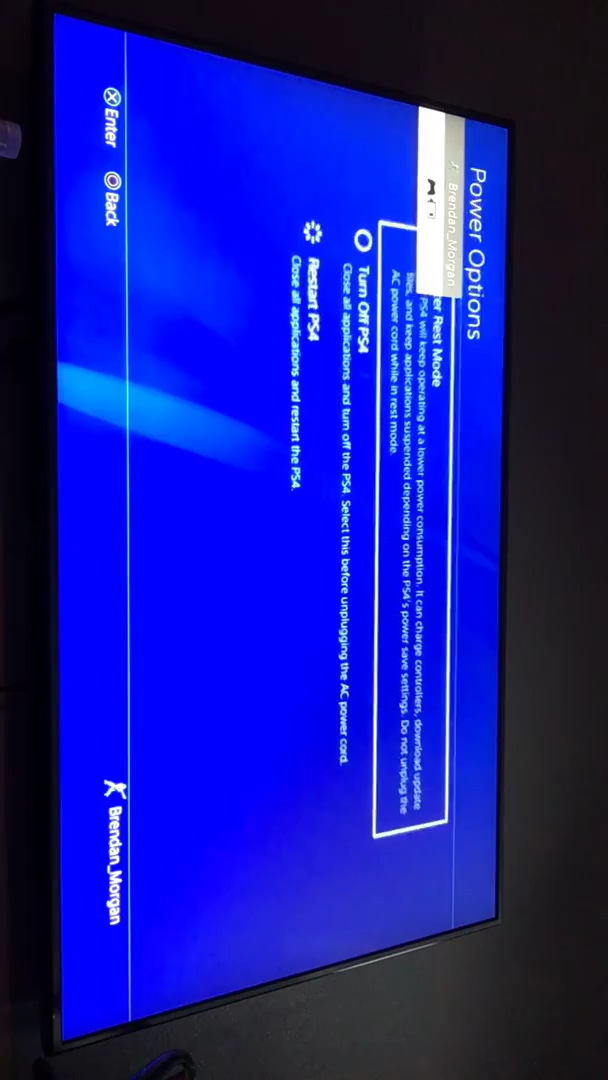 Power Options
Brendan_Morgan
er Rest Mode
PS4 will keep operating at a lower power consumption. It can charge controllers, download update
files, and keep applications suspended depending on the PS4's power save settings. Do not unplug the
AC power cord while in rest mode.
Turn Off PS4
Close all applications and turn off the PS4. Select this before unplugging the AC power cord.
Restart PS4
Close all applications and restart the PS4.
Enter Back
Brendan_Morgan